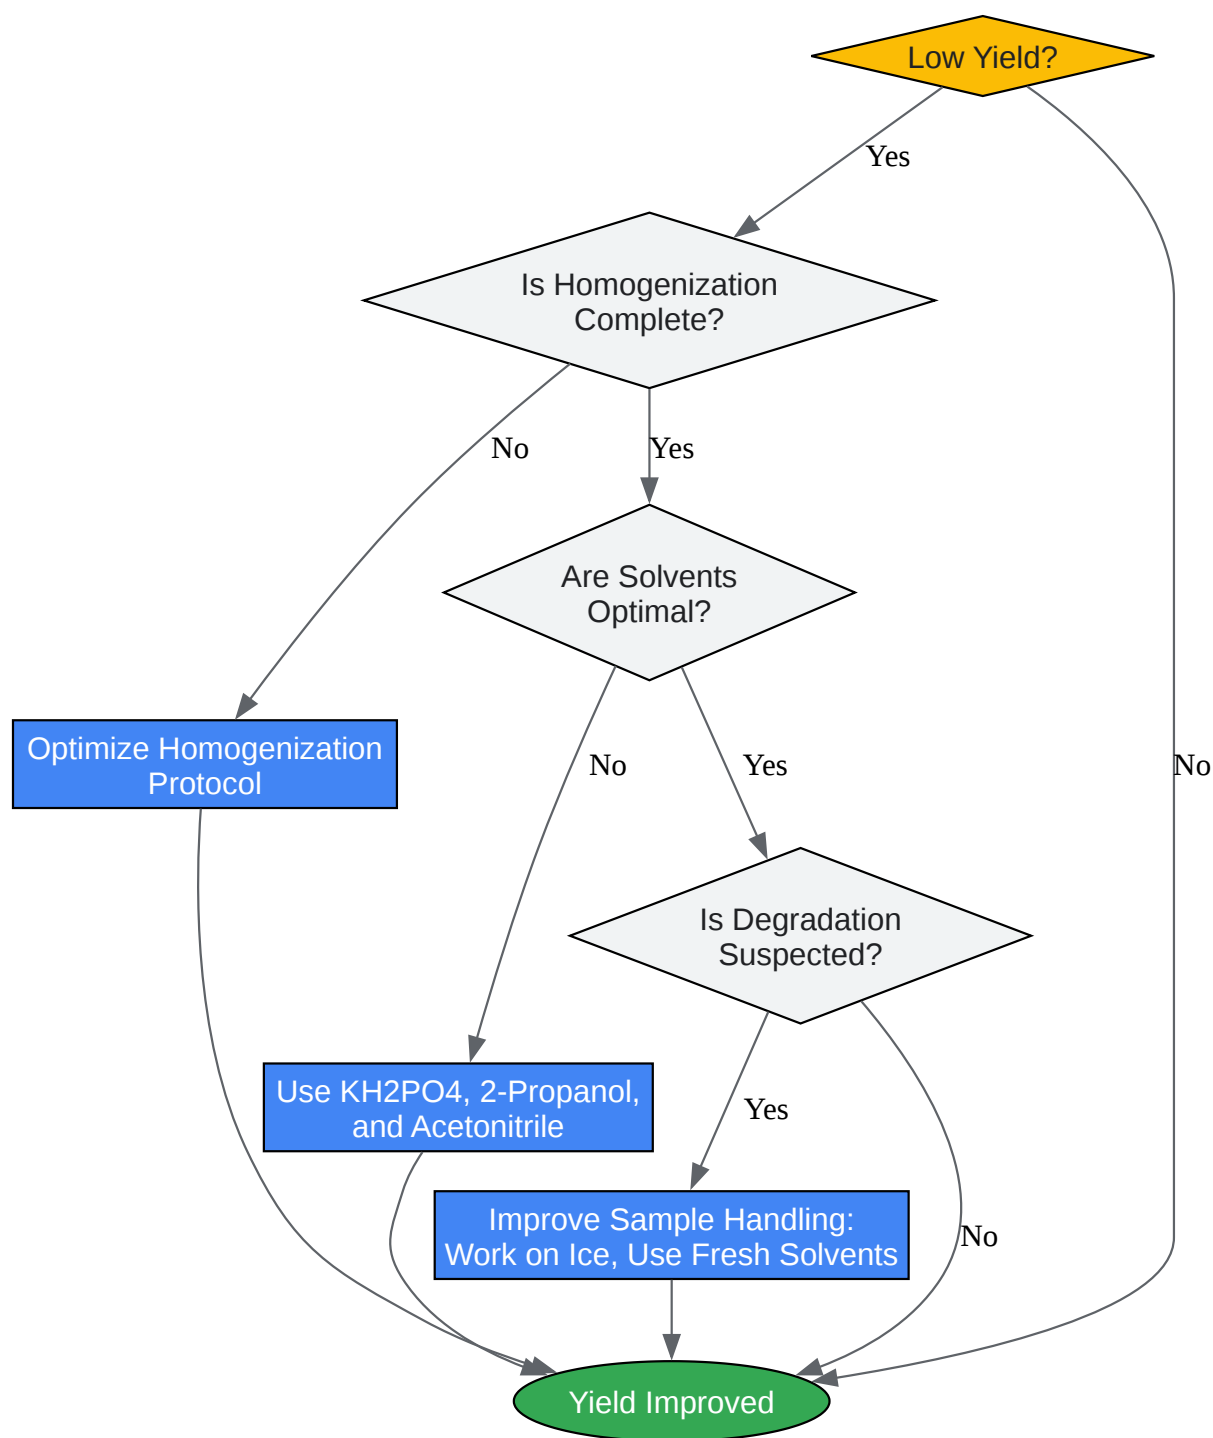 Low Yield?
Yes
Is Homogenization
Complete?
No
Yes
Are Solvents
Optimal?
Optimize Homogenization
Protocol
No
Yes
No
Is Degradation
Suspected?
Use KH2PO4, 2-Propanol,
and Acetonitrile
Yes
Improve Sample Handling:
Work on Ice, Use Fresh Solvents
No
Yield Improved